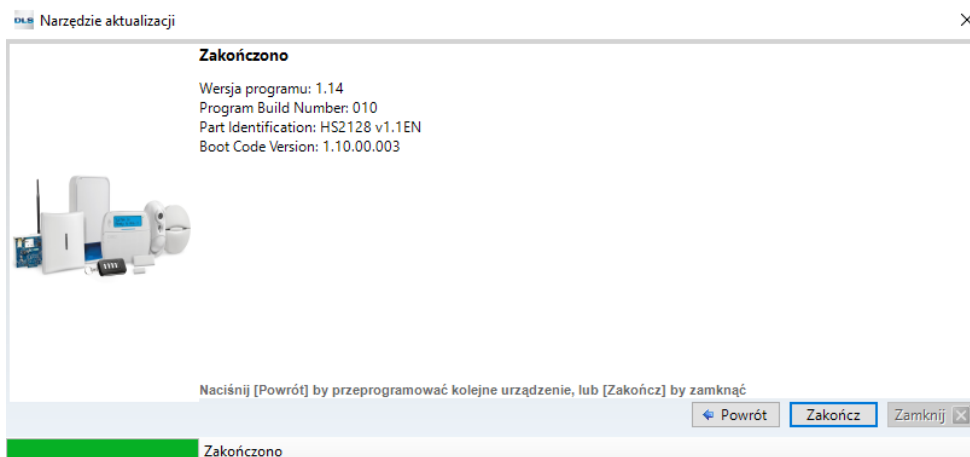 DLS Narzędzie aktualizacji
Zakończono
Wersja programu: 1.14
Program Build Number: 010
Part Identification: HS2128 v1.1EN
Boot Code Version: 1.10.00.003
Naciśnij [Powrót] by przeprogramować kolejne urządzenie, lub [Zakończ] by zamknąć
Powrót Zakończ Zamknij
Zakończono